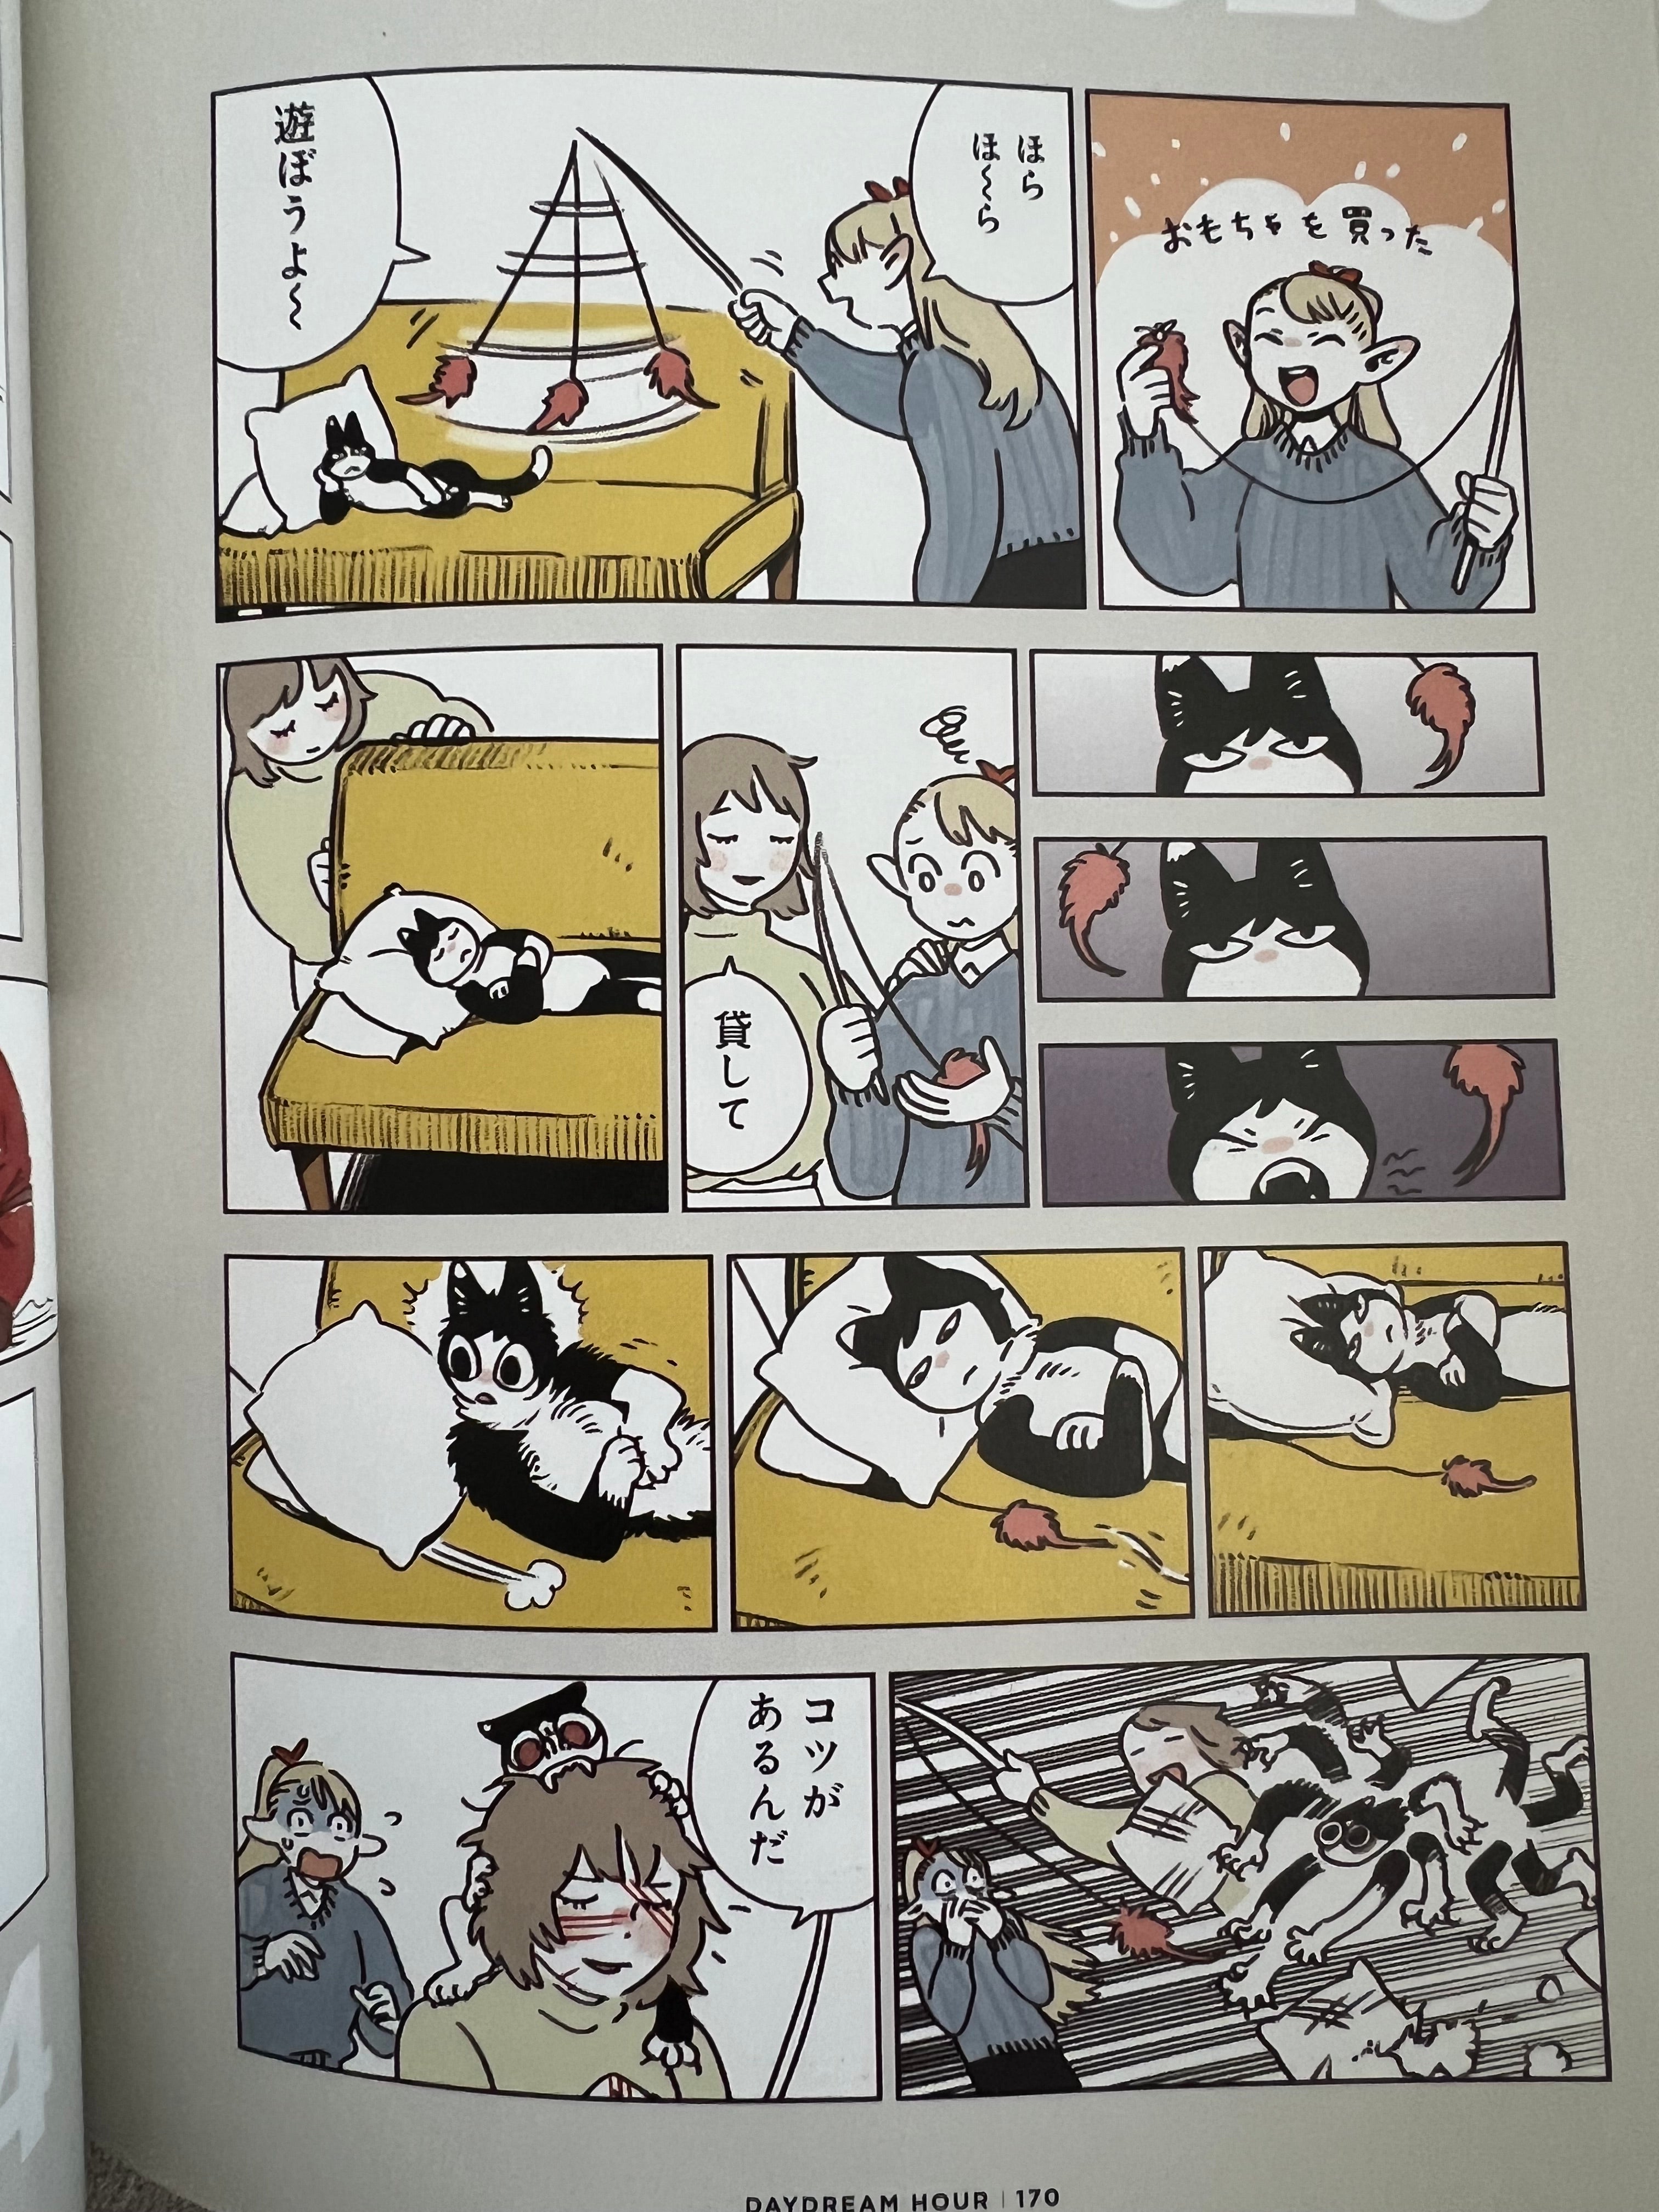 おもちゃを買った
ほら
ほ〜ら
遊ぼうよ〜
貸して
コツが
あるんだ
DAYDREAM HOUR | 170